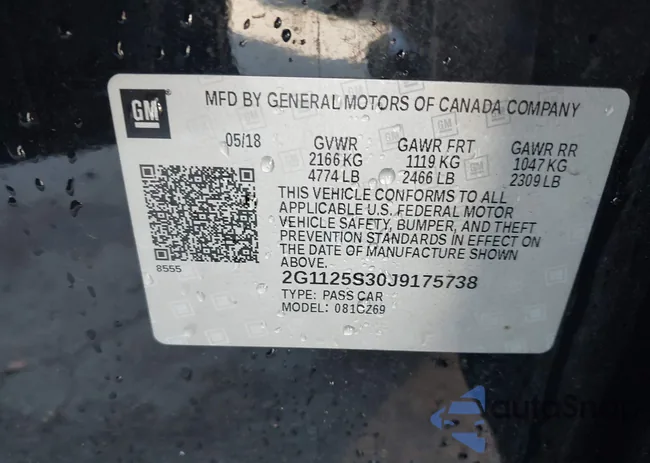 GM
MFD BY GENERAL MOTORS OF CANADA COMPANY
05/18 GVWR GAWR FRT GAWR RR
2166 KG 1119 KG 1047 KG
4774 LB 2466 LB 2309 LB
THIS VEHICLE CONFORMS TO ALL
APPLICABLE U.S. FEDERAL MOTOR
VEHICLE SAFETY, BUMPER, AND THEFT
PREVENTION STANDARDS IN EFFECT ON
THE DATE OF MANUFACTURE SHOWN
ABOVE.
8555
2G1125S30J9175738
TYPE: PASS CAR
MODEL: 081GZ69